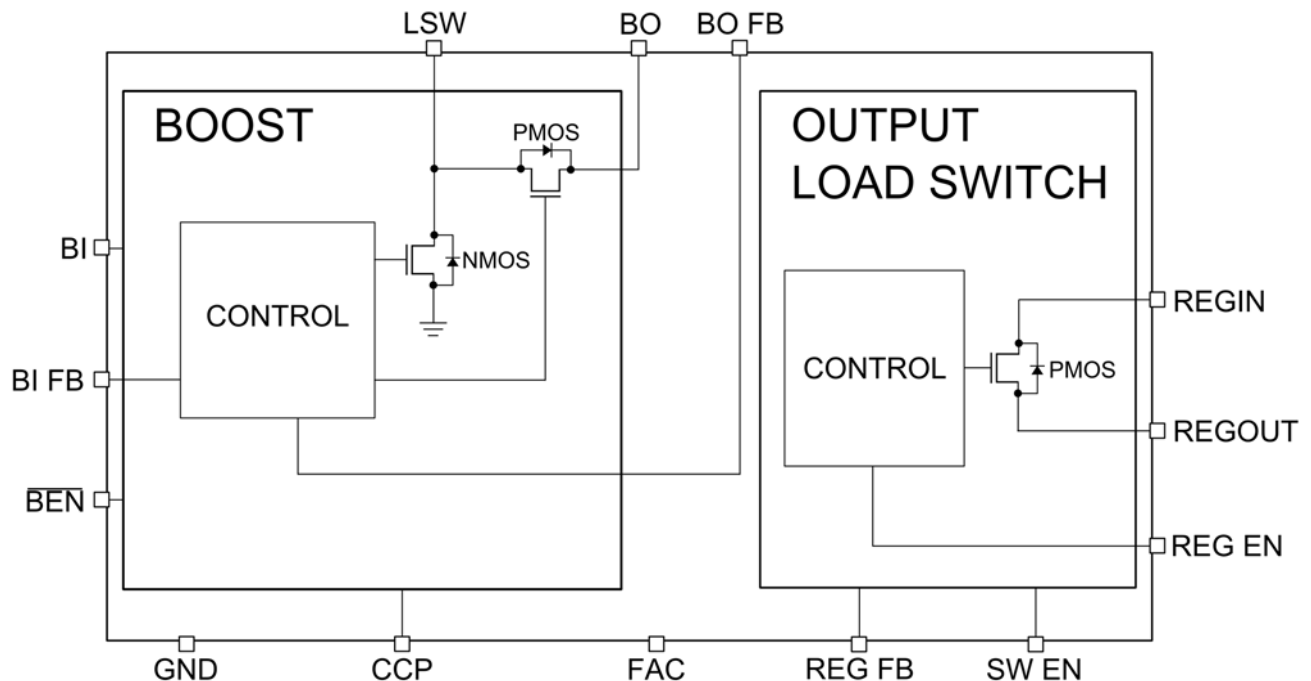 LSW
BO
BO FB
BOOST
PMOS
OUTPUT
LOAD SWITCH
BI
NMOS
CONTROL
REGIN
CONTROL
PMOS
BI FB
REGOUT
BEN
REG EN
GND
CCP
FAC
REG FB
SW EN